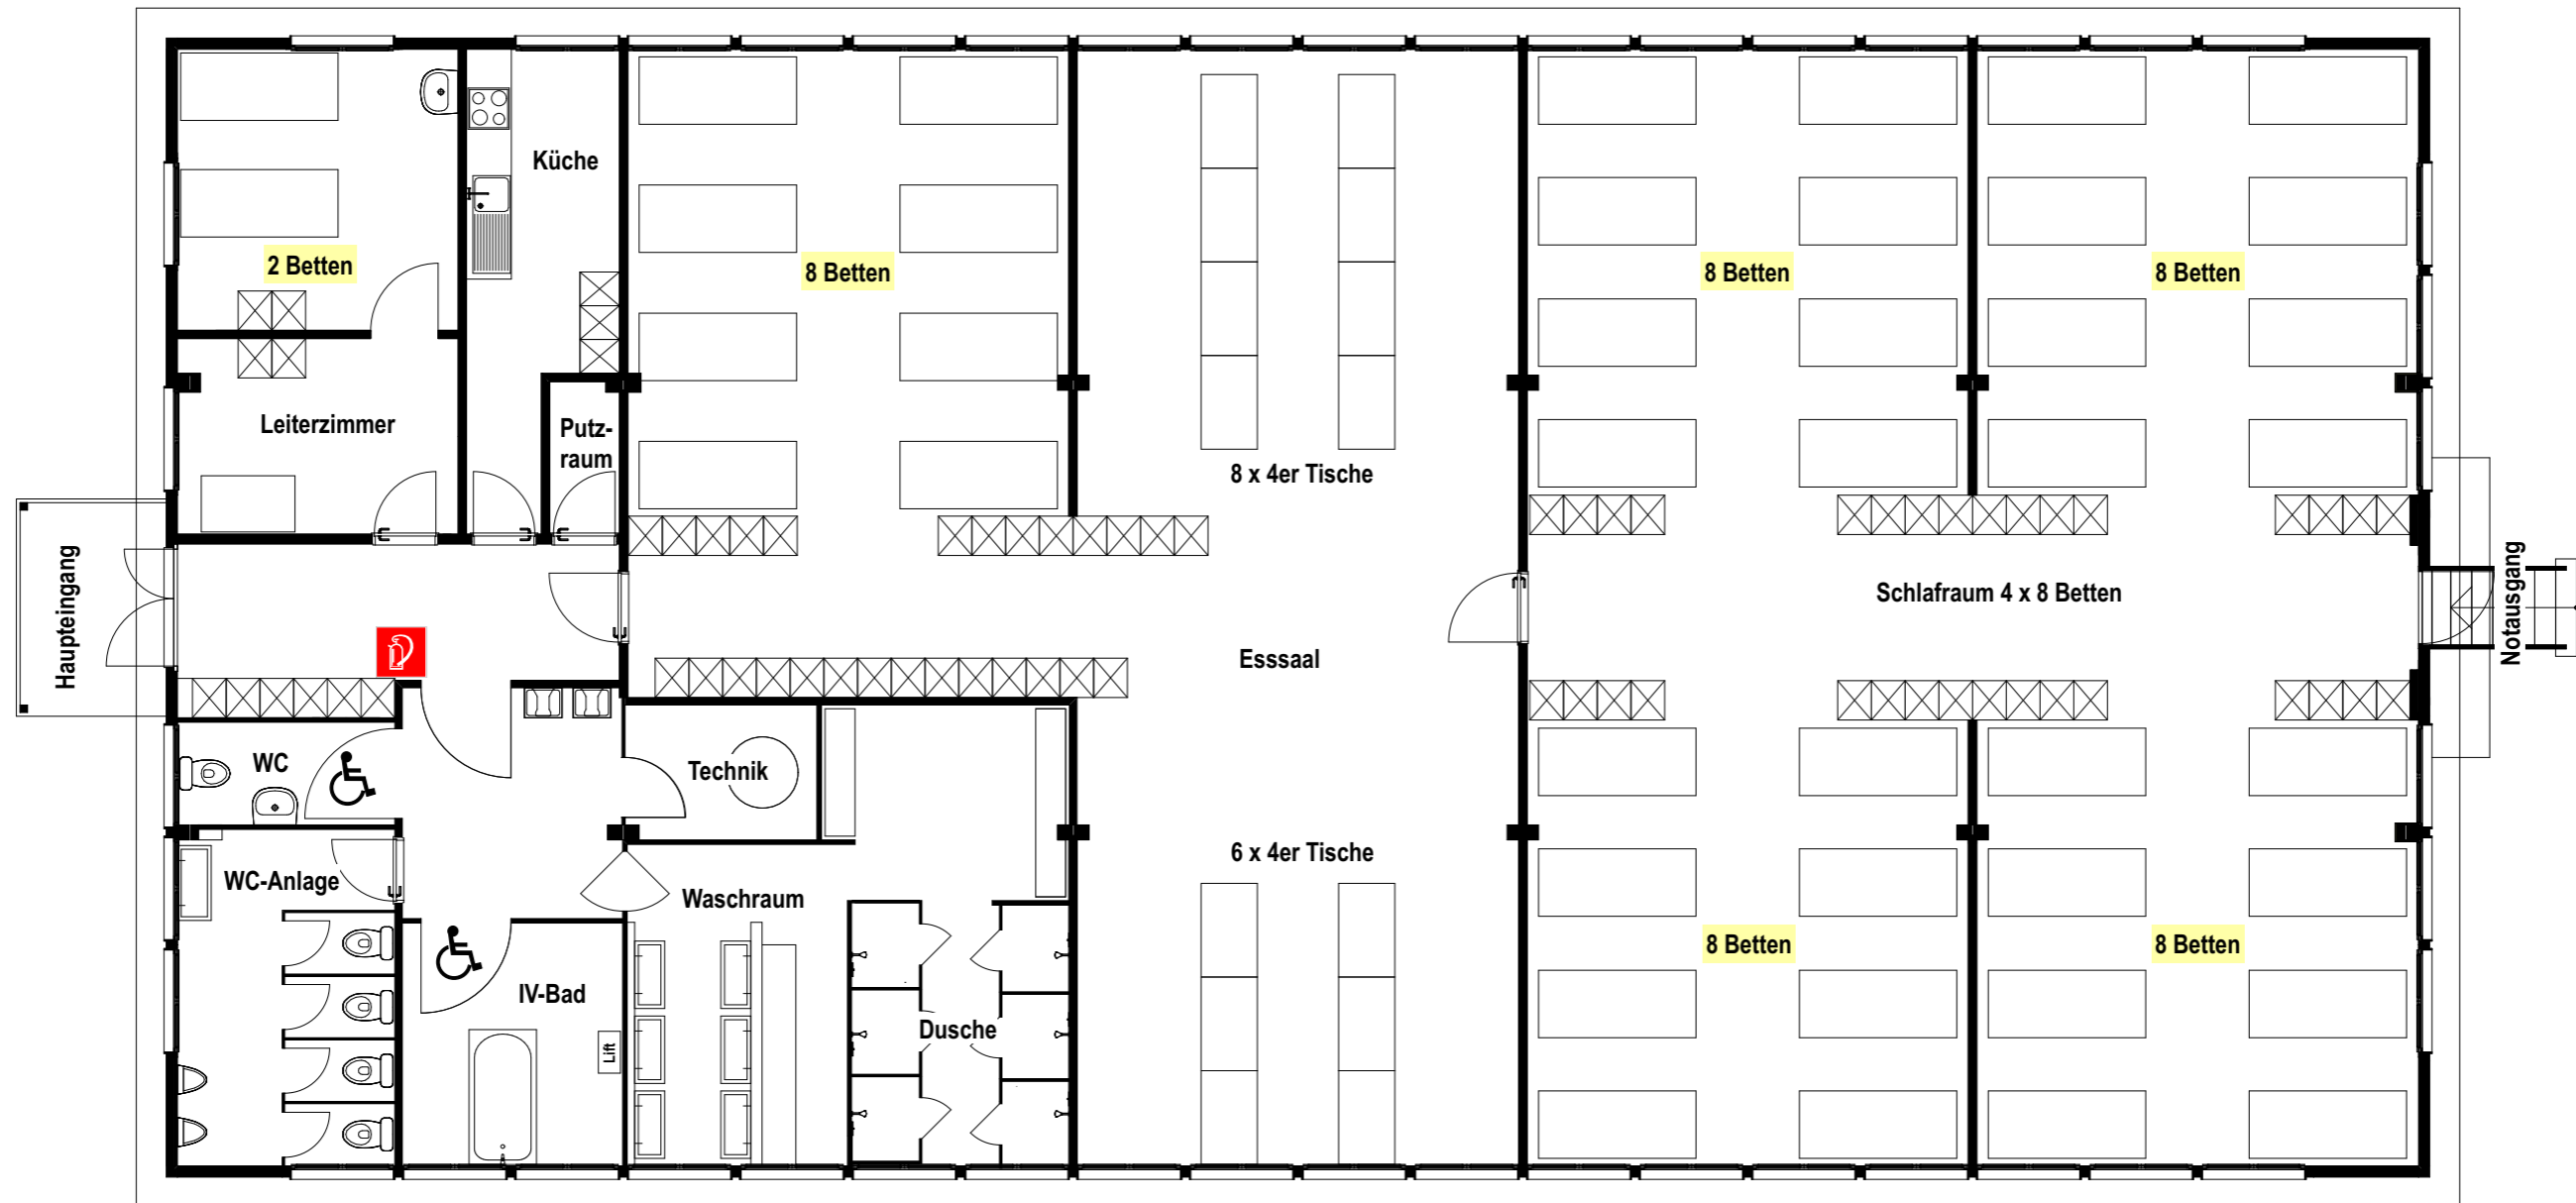 Küche
2 Betten
8 Betten
8 Betten
8 Betten
Leiterzimmer
Putz-
raum
8 x 4er Tische
Haupteingang
Schlafraum 4 x 8 Betten
Notausgang
Esssaal
WC
Technik
6 x 4er Tische
WC-Anlage
Waschraum
8 Betten
8 Betten
IV-Bad
Dusche
Lift